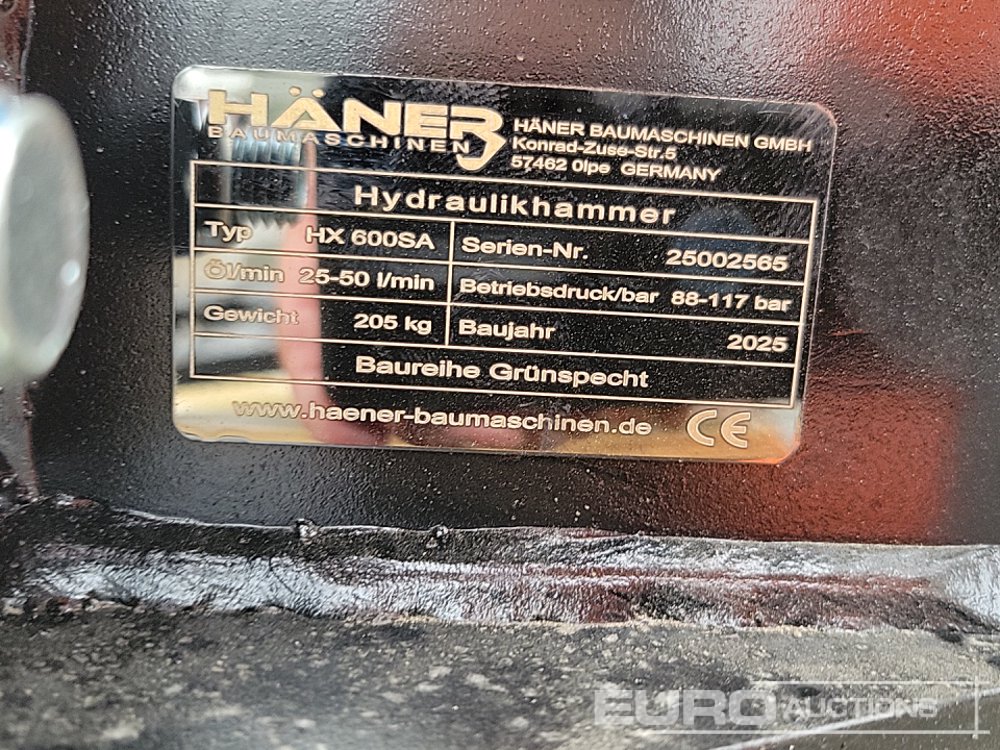 HÄNER
BAUMASCHINEN
HÄNER BAUMASCHINEN GMBH
Konrad-Zuse-Str.5
57462 Olpe GERMANY
Hydraulikhammer
Typ HX 600SA Serien-Nr. 25002565
Öl/min 25-50 l/min Betriebsdruck/bar 88-117 bar
Gewicht 205 kg Baujahr 2025
Baureihe Grünspecht
www.haener-baumaschinen.de CE
EURO AUCTIONS